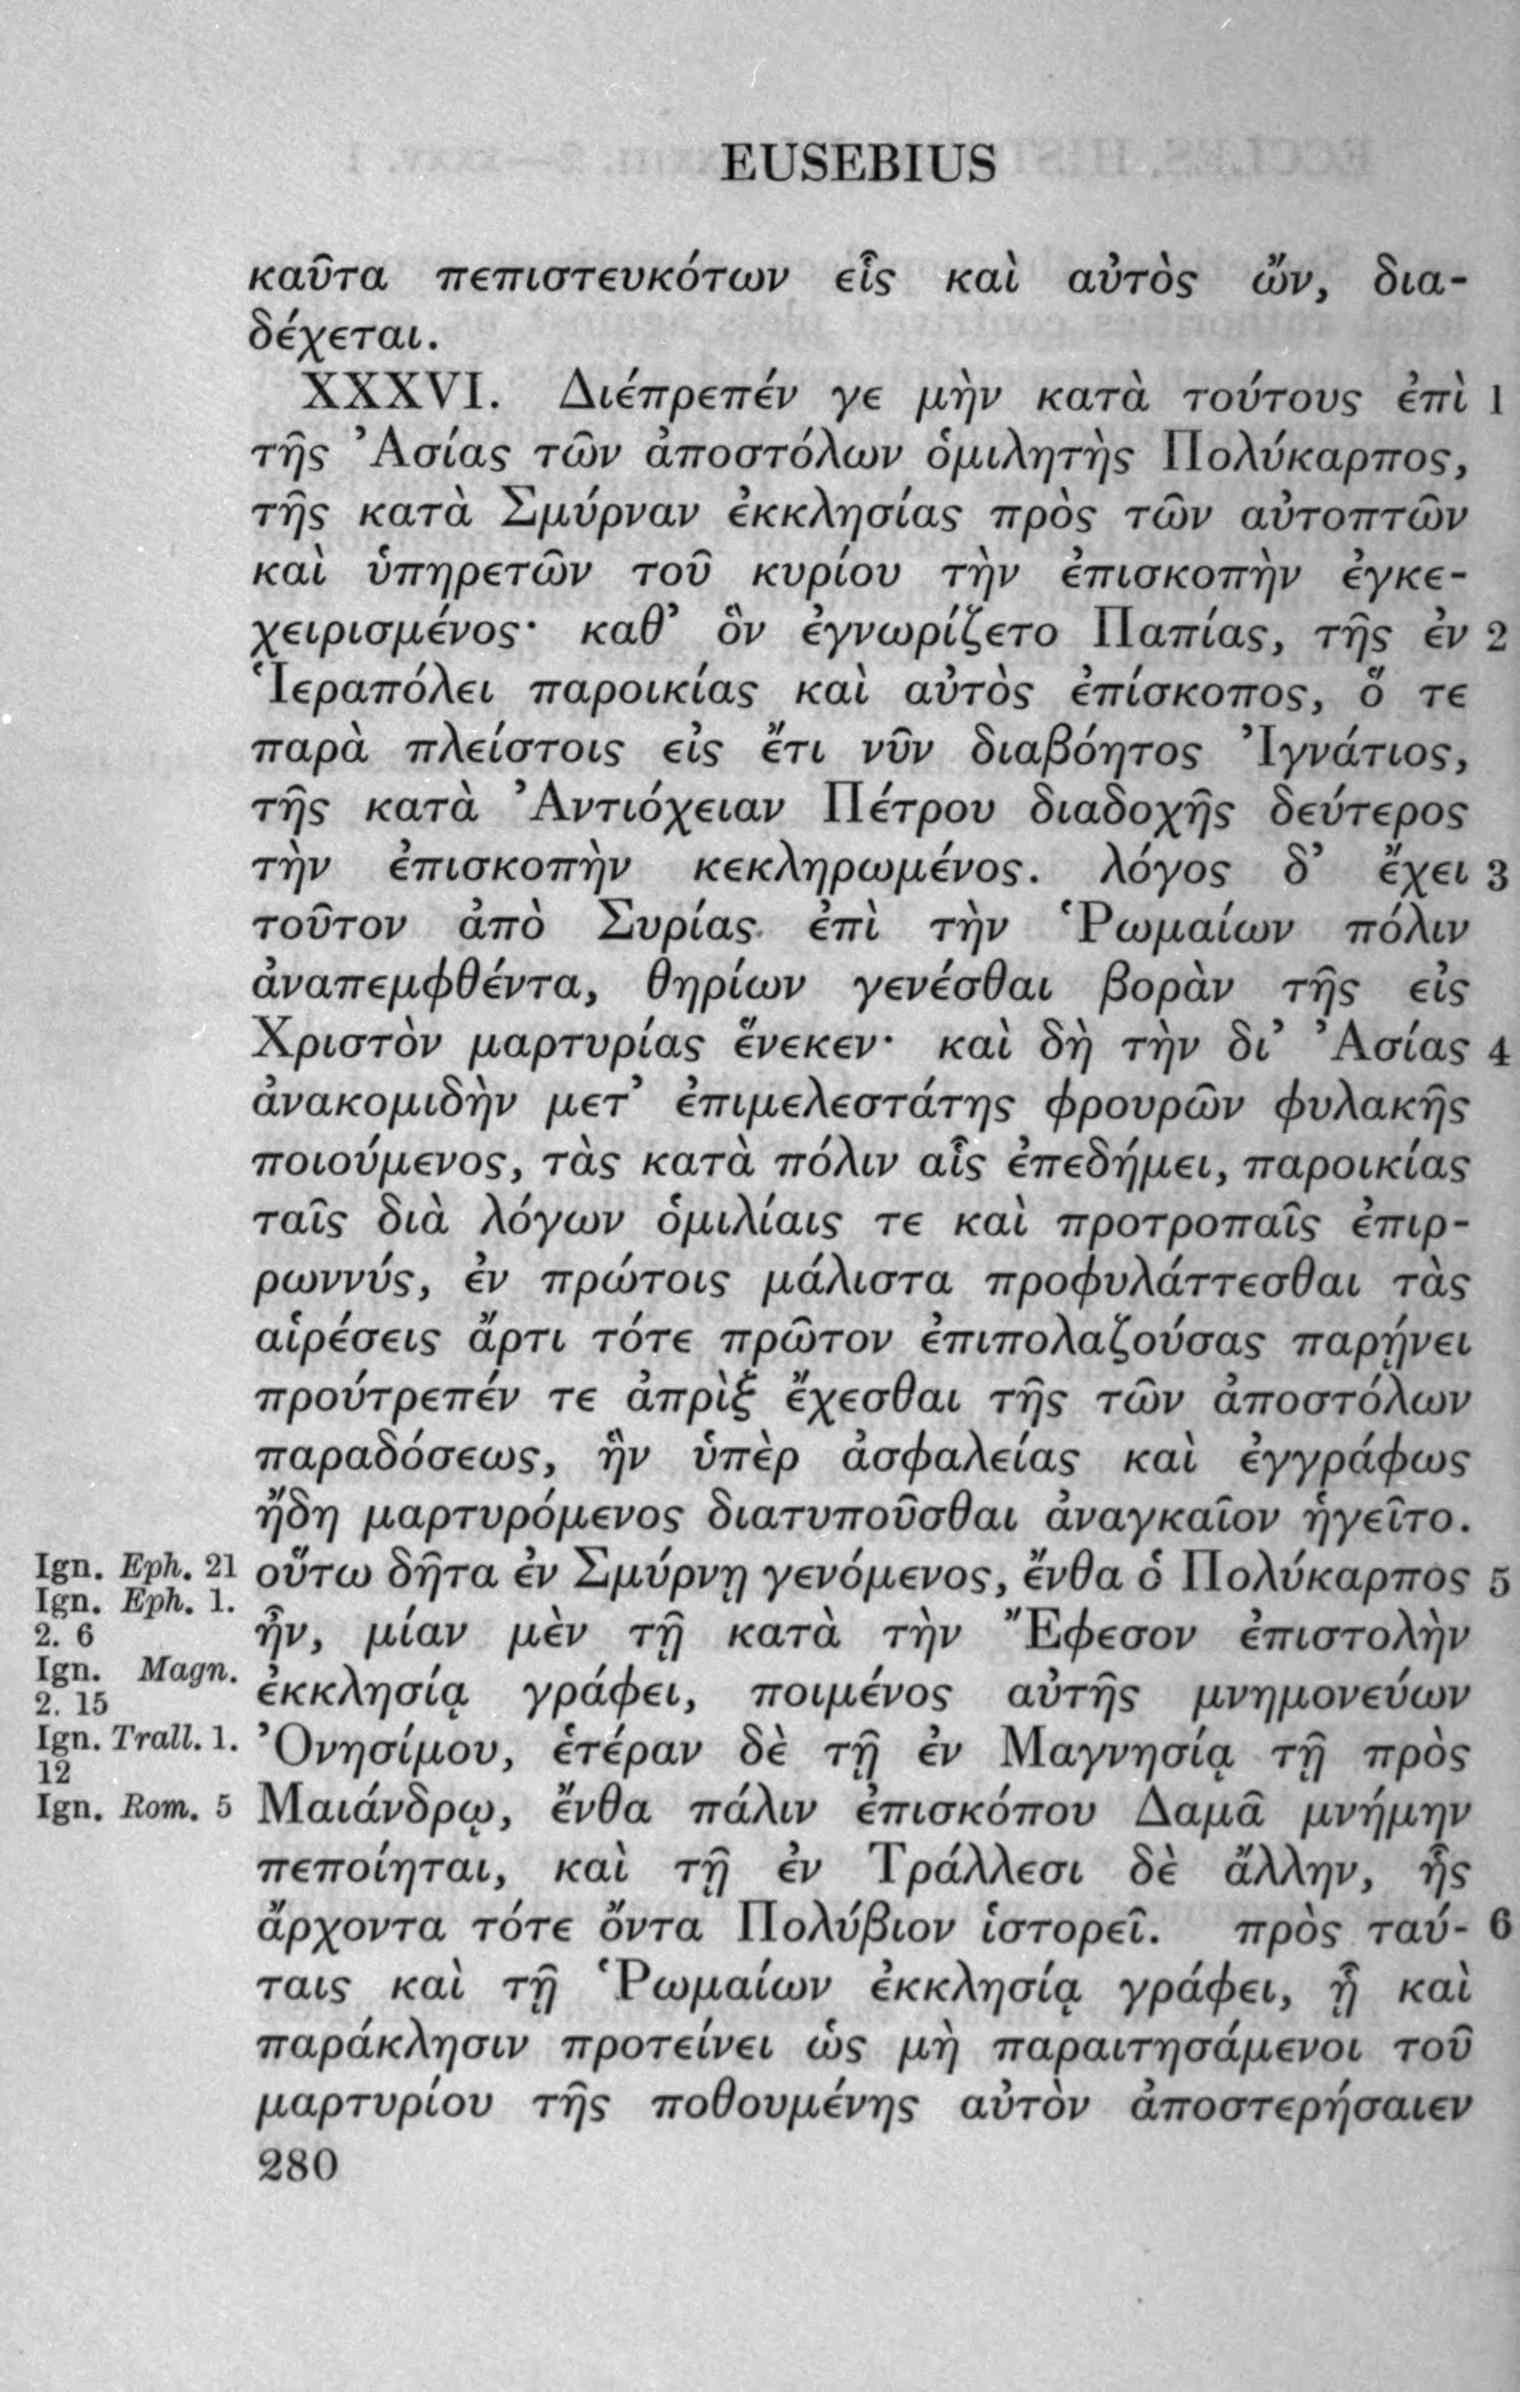 EUSEBIUS
καῦτα πεπιστευκότων εἷς καὶ αὐτὸς ὤν, δια-
δέχεται.
XXXVI. Διέπρεπέν γε μὴν κατὰ τούτους ἐπὶ 1
τῆς Ἀσίας τῶν ἀποστόλων ὁμιλητὴς Πολύκαρπος,
τῆς κατὰ Σμύρναν ἐκκλησίας πρὸς τῶν αὐτοπτῶν
καὶ ὑπηρετῶν τοῦ κυρίου τὴν ἐπισκοπὴν ἐγκε-
χειρισμένος· καθ’ ὃν ἐγνωρίζετο Παπίας, τῆς ἐν 2
Ἱεραπόλει παροικίας καὶ αὐτὸς ἐπίσκοπος, ὅ τε
παρὰ πλείστοις εἰς ἔτι νῦν διαβόητος Ἰγνάτιος,
τῆς κατὰ Ἀντιόχειαν Πέτρου διαδοχῆς δεύτερος
τὴν ἐπισκοπὴν κεκληρωμένος. λόγος δ’ ἔχει 3
τοῦτον ἀπὸ Συρίας ἐπὶ τὴν Ῥωμαίων πόλιν
ἀναπεμφθέντα, θηρίων γενέσθαι βορὰν τῆς εἰς
Χριστὸν μαρτυρίας ἕνεκεν· καὶ δὴ τὴν δι’ Ἀσίας 4
ἀνακομιδὴν μετ’ ἐπιμελεστάτης φρουρῶν φυλακῆς
ποιούμενος, τὰς κατὰ πόλιν αἷς ἐπεδήμει, παροικίας
ταῖς διὰ λόγων ὁμιλίαις τε καὶ προτροπαῖς ἐπιρ-
ρωννύς, ἐν πρώτοις μάλιστα προφυλάττεσθαι τὰς
αἱρέσεις ἄρτι τότε πρῶτον ἐπιπολαζούσας παρῄνει
προύτρεπέν τε ἀπρὶξ ἔχεσθαι τῆς τῶν ἀποστόλων
παραδόσεως, ἣν ὑπὲρ ἀσφαλείας καὶ ἐγγράφως
ἤδη μαρτυρόμενος διατυποῦσθαι ἀναγκαῖον ἡγεῖτο.
Ign. Eph. 21 οὕτω δῆτα ἐν Σμύρνῃ γενόμενος, ἔνθα ὁ Πολύκαρπος 5
Ign. Eph. 1.
2. 6 ἦν, μίαν μὲν τῇ κατὰ τὴν Ἔφεσον ἐπιστολὴν
Ign. Magn.
2. 15 ἐκκλησίᾳ γράφει, ποιμένος αὐτῆς μνημονεύων
Ign. Trall. 1. Ὀνησίμου, ἑτέραν δὲ τῇ ἐν Μαγνησίᾳ τῇ πρὸς
12
Ign. Rom. 5 Μαιάνδρῳ, ἔνθα πάλιν ἐπισκόπου Δαμᾶ μνήμην
πεποίηται, καὶ τῇ ἐν Τράλλεσι δὲ ἄλλην, ἧς
ἄρχοντα τότε ὄντα Πολύβιον ἱστορεῖ. πρὸς ταύ- 6
ταις καὶ τῇ Ῥωμαίων ἐκκλησίᾳ γράφει, ᾗ καὶ
παράκλησιν προτείνει ὡς μὴ παραιτησάμενοι τοῦ
μαρτυρίου τῆς ποθουμένης αὐτὸν ἀποστερήσαιεν
280